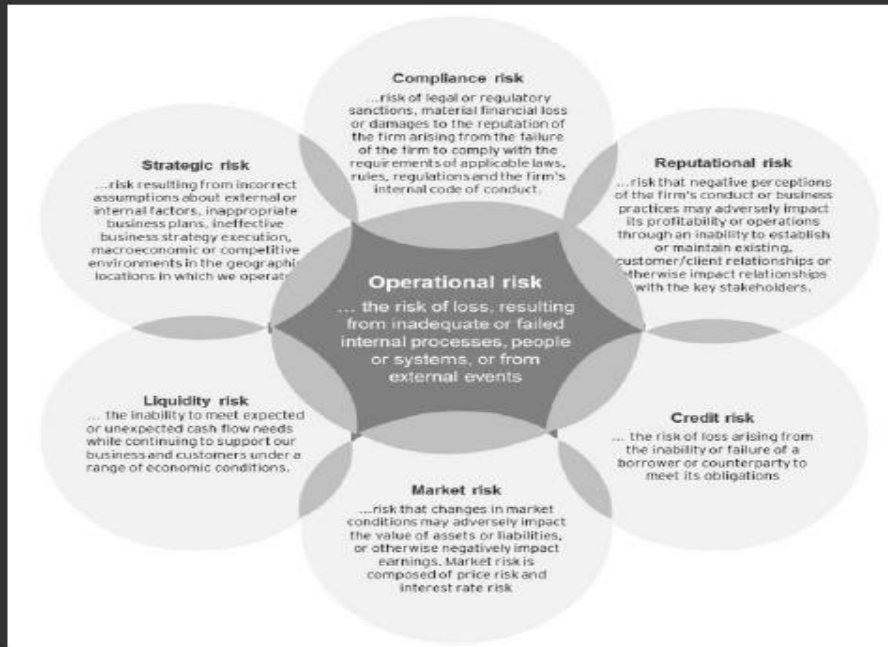 Compliance risk
...risk of legal or regulatory
sanctions, material financial loss
or damages to the reputation of
the firm arising from the failure
of the firm to comply with the
requirements of applicable laws,
rules, regulations and the firm's
internal code of conduct.
Strategic risk
...risk resulting from incorrect
assumptions about external or
internal factors, inappropriate
business plans, ineffective
business strategy execution,
macroeconomic or competitive
environments in the geographic
locations in which we operate
Reputational risk
...risk that negative perceptions
of the firm's conduct or business
practices may adversely impact
its profitability or operations
through an inability to establish
or maintain existing,
customer/client relationships or
otherwise impact relationships
with the key stakeholders.
Operational risk
... the risk of loss, resulting
from inadequate or failed
internal processes, people
or systems, or from
external events
Liquidity risk
... the inability to meet expected
or unexpected cash flow needs
while continuing to support our
business and customers under a
range of economic conditions.
Credit risk
... the risk of loss arising from
the inability or failure of a
borrower or counterparty to
meet its obligations
Market risk
...risk that changes in market
conditions may adversely impact
the value of assets or liabilities,
or otherwise negatively impact
earnings. Market risk is
composed of price risk and
interest rate risk